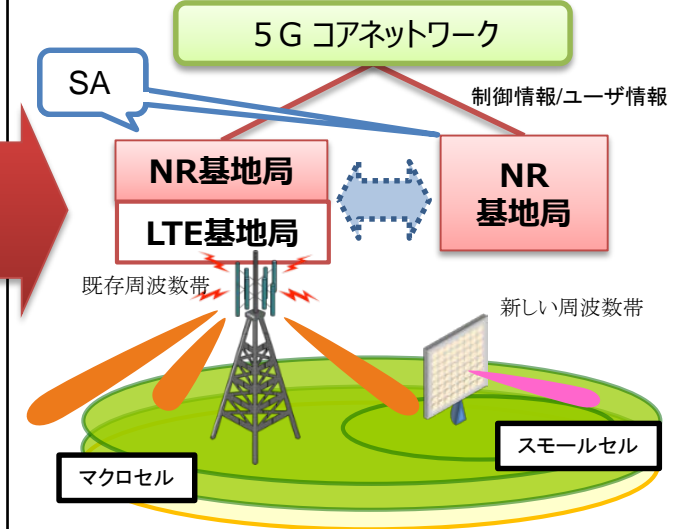 ５Ｇ コアネットワーク
SA
制御情報/ユーザ情報
NR基地局
NR
基地局
LTE基地局
既存周波数帯
新しい周波数帯
スモールセル
マクロセル